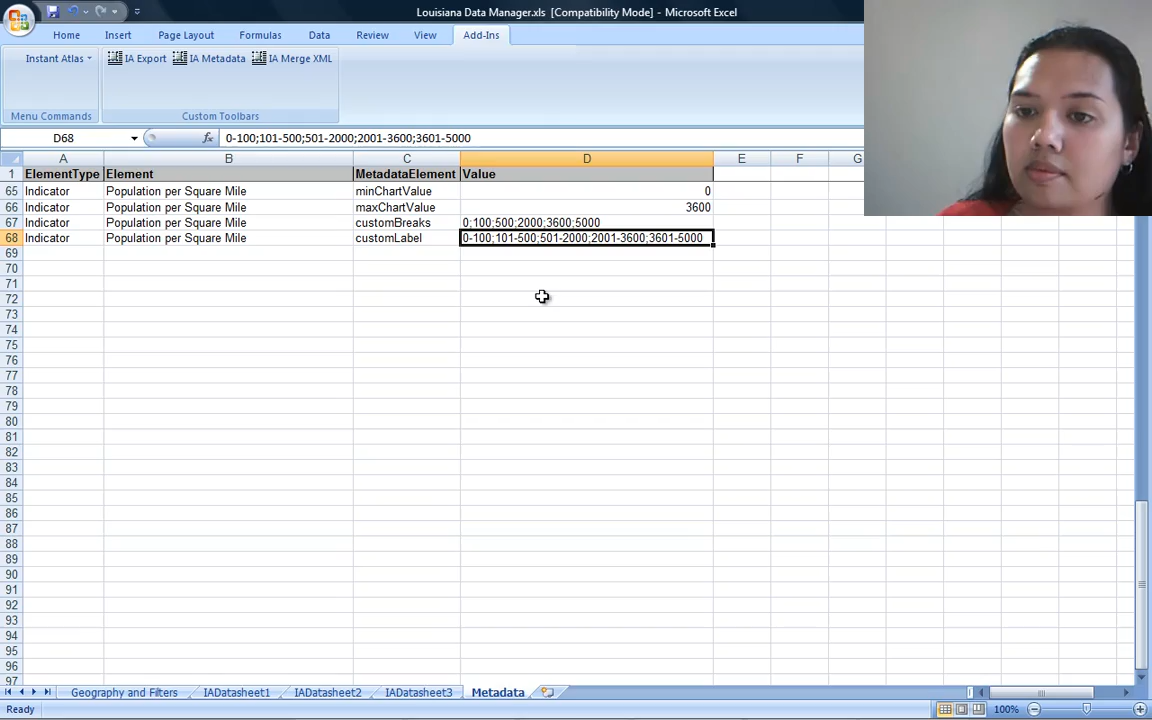 Louisiana Data Manager.xls [Compatibility Mode] - Microsoft Excel
Home Insert Page Layout Formulas Data Review View Add-Ins
Instant Atlas IA Export IA Metadata IA Merge XML
Menu Commands Custom Toolbars
D68 fx 0-100;101-500;501-2000;2001-3600;3601-5000
A B C D E F G
1 ElementType Element MetadataElement Value
65 Indicator Population per Square Mile minChartValue 0
66 Indicator Population per Square Mile maxChartValue 3600
67 Indicator Population per Square Mile customBreaks 0;100;500;2000;3600;5000
68 Indicator Population per Square Mile customLabel 0-100;101-500;501-2000;2001-3600;3601-5000
69
70
71
72
73
74
75
76
77
78
79
80
81
82
83
84
85
86
87
88
89
90
91
92
93
94
95
96
97
Geography and Filters IADatasheet1 IADatasheet2 IADatasheet3 Metadata
Ready 100%